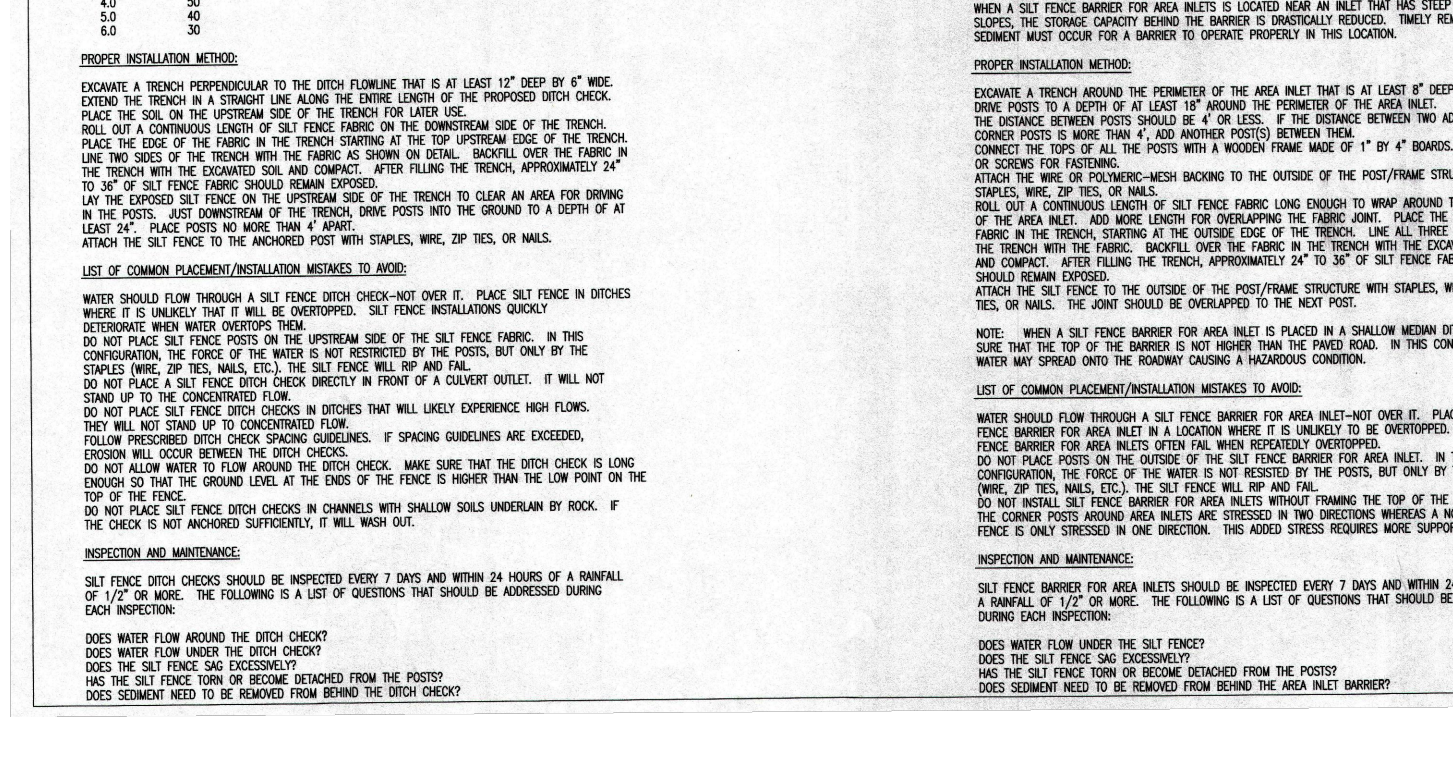 4.0 50
5.0 40
6.0 30
PROPER INSTALLATION METHOD:
EXCAVATE A TRENCH PERPENDICULAR TO THE DITCH FLOWLINE THAT IS AT LEAST 12" DEEP BY 6" WIDE.
EXTEND THE TRENCH IN A STRAIGHT LINE ALONG THE ENTIRE LENGTH OF THE PROPOSED DITCH CHECK.
PLACE THE SOIL ON THE UPSTREAM SIDE OF THE TRENCH FOR LATER USE.
ROLL OUT A CONTINUOUS LENGTH OF SILT FENCE FABRIC ON THE DOWNSTREAM SIDE OF THE TRENCH.
PLACE THE EDGE OF THE FABRIC IN THE TRENCH STARTING AT THE TOP UPSTREAM EDGE OF THE TRENCH.
LINE TWO SIDES OF THE TRENCH WITH THE FABRIC AS SHOWN ON DETAIL. BACKFILL OVER THE FABRIC IN
THE TRENCH WITH THE EXCAVATED SOIL AND COMPACT. AFTER FILLING THE TRENCH, APPROXIMATELY 24"
TO 36" OF SILT FENCE FABRIC SHOULD REMAIN EXPOSED.
LAY THE EXPOSED SILT FENCE ON THE UPSTREAM SIDE OF THE TRENCH TO CLEAR AN AREA FOR DRIVING
IN THE POSTS. JUST DOWNSTREAM OF THE TRENCH, DRIVE POSTS INTO THE GROUND TO A DEPTH OF AT
LEAST 24". PLACE POSTS NO MORE THAN 4' APART.
ATTACH THE SILT FENCE TO THE ANCHORED POST WITH STAPLES, WIRE, ZIP TIES, OR NAILS.
LIST OF COMMON PLACEMENT/INSTALLATION MISTAKES TO AVOID:
WATER SHOULD FLOW THROUGH A SILT FENCE DITCH CHECK-NOT OVER IT. PLACE SILT FENCE IN DITCHES
WHERE IT IS UNLIKELY THAT IT WILL BE OVERTOPPED. SILT FENCE INSTALLATIONS QUICKLY
DETERIORATE WHEN WATER OVERTOPS THEM.
DO NOT PLACE SILT FENCE POSTS ON THE UPSTREAM SIDE OF THE SILT FENCE FABRIC. IN THIS
CONFIGURATION, THE FORCE OF THE WATER IS NOT RESTRICTED BY THE POSTS, BUT ONLY BY THE
STAPLES (WIRE, ZIP TIES, NAILS, ETC.). THE SILT FENCE WILL RIP AND FAIL.
DO NOT PLACE A SILT FENCE DITCH CHECK DIRECTLY IN FRONT OF A CULVERT OUTLET. IT WILL NOT
STAND UP TO THE CONCENTRATED FLOW.
DO NOT PLACE SILT FENCE DITCH CHECKS IN DITCHES THAT WILL LIKELY EXPERIENCE HIGH FLOWS.
THEY WILL NOT STAND UP TO CONCENTRATED FLOW.
FOLLOW PRESCRIBED DITCH CHECK SPACING GUIDELINES. IF SPACING GUIDELINES ARE EXCEEDED,
EROSION WILL OCCUR BETWEEN THE DITCH CHECKS.
DO NOT ALLOW WATER TO FLOW AROUND THE DITCH CHECK. MAKE SURE THAT THE DITCH CHECK IS LONG
ENOUGH SO THAT THE GROUND LEVEL AT THE ENDS OF THE FENCE IS HIGHER THAN THE LOW POINT ON THE
TOP OF THE FENCE.
DO NOT PLACE SILT FENCE DITCH CHECKS IN CHANNELS WITH SHALLOW SOILS UNDERLAIN BY ROCK. IF
THE CHECK IS NOT ANCHORED SUFFICIENTLY, IT WILL WASH OUT.
INSPECTION AND MAINTENANCE:
SILT FENCE DITCH CHECKS SHOULD BE INSPECTED EVERY 7 DAYS AND WITHIN 24 HOURS OF A RAINFALL
OF 1/2" OR MORE. THE FOLLOWING IS A LIST OF QUESTIONS THAT SHOULD BE ADDRESSED DURING
EACH INSPECTION:
DOES WATER FLOW AROUND THE DITCH CHECK?
DOES WATER FLOW UNDER THE DITCH CHECK?
DOES THE SILT FENCE SAG EXCESSIVELY?
HAS THE SILT FENCE TORN OR BECOME DETACHED FROM THE POSTS?
DOES SEDIMENT NEED TO BE REMOVED FROM BEHIND THE DITCH CHECK?
WHEN A SILT FENCE BARRIER FOR AREA INLETS IS LOCATED NEAR AN INLET THAT HAS STEEP
SLOPES, THE STORAGE CAPACITY BEHIND THE BARRIER IS DRASTICALLY REDUCED. TIMELY
SEDIMENT MUST OCCUR FOR A BARRIER TO OPERATE PROPERLY IN THIS LOCATION.
PROPER INSTALLATION METHOD:
EXCAVATE A TRENCH AROUND THE PERIMETER OF THE AREA INLET THAT IS AT LEAST 8" DEEP
DRIVE POSTS TO A DEPTH OF AT LEAST 18" AROUND THE PERIMETER OF THE AREA INLET.
THE DISTANCE BETWEEN POSTS SHOULD BE 4' OR LESS. IF THE DISTANCE BETWEEN TWO
CORNER POSTS IS MORE THAN 4', ADD ANOTHER POST(S) BETWEEN THEM.
CONNECT THE TOPS OF ALL THE POSTS WITH A WOODEN FRAME MADE OF 1" BY 4" BOARDS.
OR SCREWS FOR FASTENING.
ATTACH THE WIRE OR POLYMERIC-MESH BACKING TO THE OUTSIDE OF THE POST/FRAME
STAPLES, WIRE, ZIP TIES, OR NAILS.
ROLL OUT A CONTINUOUS LENGTH OF SILT FENCE FABRIC LONG ENOUGH TO WRAP AROUND
OF THE AREA INLET. ADD MORE LENGTH FOR OVERLAPPING THE FABRIC JOINT. PLACE THE
FABRIC IN THE TRENCH, STARTING AT THE OUTSIDE EDGE OF THE TRENCH. LINE ALL THREE
THE TRENCH WITH THE FABRIC. BACKFILL OVER THE FABRIC IN THE TRENCH WITH THE
AND COMPACT. AFTER FILLING THE TRENCH, APPROXIMATELY 24" TO 36" OF SILT FENCE
SHOULD REMAIN EXPOSED.
ATTACH THE SILT FENCE TO THE OUTSIDE OF THE POST/FRAME STRUCTURE WITH STAPLES,
TIES, OR NAILS. THE JOINT SHOULD BE OVERLAPPED TO THE NEXT POST.
NOTE: WHEN A SILT FENCE BARRIER FOR AREA INLET IS PLACED IN A SHALLOW MEDIAN
SURE THAT THE TOP OF THE BARRIER IS NOT HIGHER THAN THE PAVED ROAD. IN THIS
WATER MAY SPREAD ONTO THE ROADWAY CAUSING A HAZARDOUS CONDITION.
LIST OF COMMON PLACEMENT/INSTALLATION MISTAKES TO AVOID:
WATER SHOULD FLOW THROUGH A SILT FENCE BARRIER FOR AREA INLET-NOT OVER IT.
FENCE BARRIER FOR AREA INLET IN A LOCATION WHERE IT IS UNLIKELY TO BE OVERTOPPED.
FENCE BARRIER FOR AREA INLETS OFTEN FAIL WHEN REPEATEDLY OVERTOPPED.
DO NOT PLACE POSTS ON THE OUTSIDE OF THE SILT FENCE BARRIER FOR AREA INLET. IN
CONFIGURATION, THE FORCE OF THE WATER IS NOT RESISTED BY THE POSTS, BUT ONLY BY
(WIRE, ZIP TIES, NAILS, ETC.). THE SILT FENCE WILL RIP AND FAIL.
DO NOT INSTALL SILT FENCE BARRIER FOR AREA INLETS WITHOUT FRAMING THE TOP OF THE
THE CORNER POSTS AROUND AREA INLETS ARE STRESSED IN TWO DIRECTIONS WHEREAS A
FENCE IS ONLY STRESSED IN ONE DIRECTION. THIS ADDED STRESS REQUIRES MORE
INSPECTION AND MAINTENANCE:
SILT FENCE BARRIER FOR AREA INLETS SHOULD BE INSPECTED EVERY 7 DAYS AND WITHIN
A RAINFALL OF 1/2" OR MORE. THE FOLLOWING IS A LIST OF QUESTIONS THAT SHOULD BE
DURING EACH INSPECTION:
DOES WATER FLOW UNDER THE SILT FENCE?
DOES THE SILT FENCE SAG EXCESSIVELY?
HAS THE SILT FENCE TORN OR BECOME DETACHED FROM THE POSTS?
DOES SEDIMENT NEED TO BE REMOVED FROM BEHIND THE AREA INLET BARRIER?